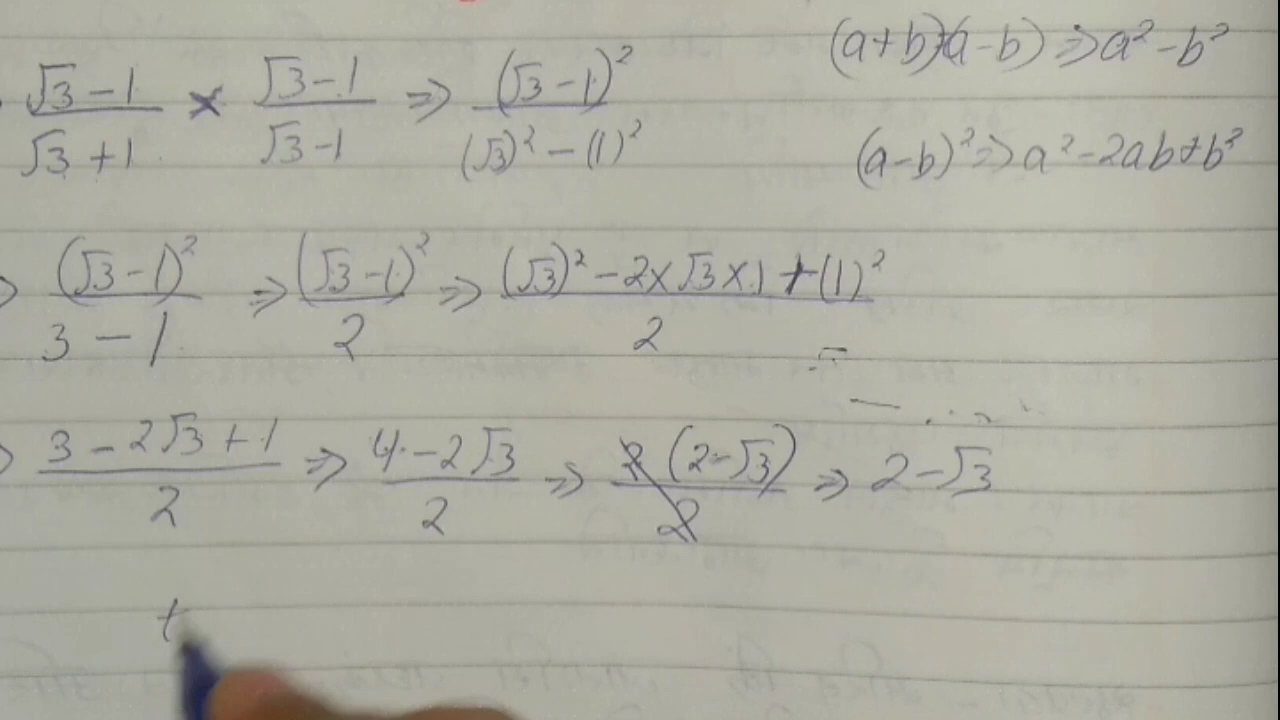 (√3 - 1)/(√3 + 1) × (√3 - 1)/(√3 - 1) ⇒ (√3 - 1)²/((√3)² - (1)²)
(a+b)(a-b) ⇒ a² - b²
(a-b)² ⇒ a² - 2ab + b²
(√3 - 1)²/(3 - 1) ⇒ (√3 - 1)²/2 ⇒ ((√3)² - 2×√3×1 + (1)²)/2
(3 - 2√3 + 1)/2 ⇒ (4 - 2√3)/2 ⇒ 2(2 - √3)/2 ⇒ 2 - √3
t